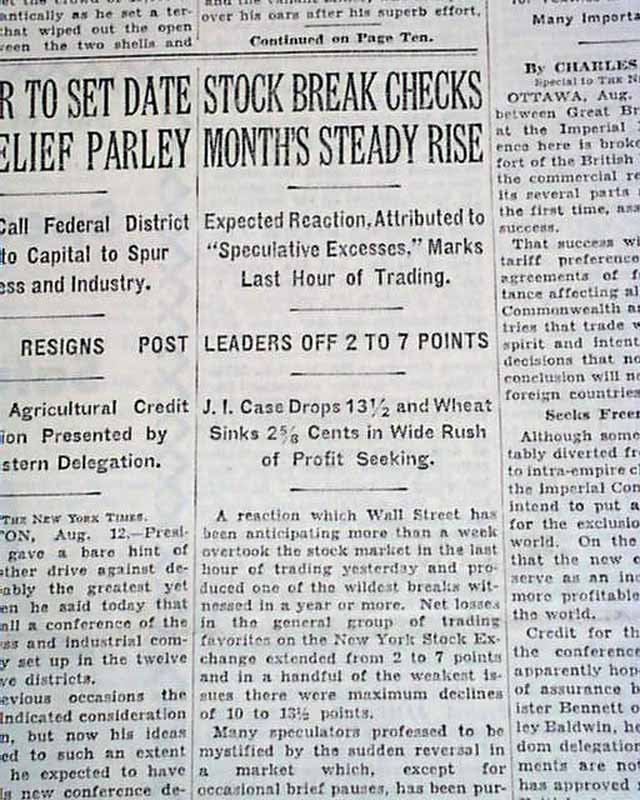 antically as he set a ter-
that wiped out the open
ween the two shells and
R TO SET DATE
ELIEF PARLEY
Call Federal District
to Capital to Spur
ess and Industry.
RESIGNS POST
Agricultural Credit
ion Presented by
stern Delegation.
THE NEW YORK TIMES.
TON, Aug. 12.—Presi-
gave a bare hint of
ther drive against de-
ably the greatest yet
en he said today that
all a conference of the
ss and industrial com-
y set up in the twelve
ve districts.
evious occasions the
indicated consideration
n, but now his ideas
ed to such an extent
he expected to have
is new conference de-
over his oars after his superb effort,
Continued on Page Ten.
STOCK BREAK CHECKS
MONTH'S STEADY RISE
Expected Reaction, Attributed to
"Speculative Excesses," Marks
Last Hour of Trading.
LEADERS OFF 2 TO 7 POINTS
J. I. Case Drops 13½ and Wheat
Sinks 2⅝ Cents in Wide Rush
of Profit Seeking.
A reaction which Wall Street has
been anticipating more than a week
overtook the stock market in the last
hour of trading yesterday and pro-
duced one of the wildest breaks wit-
nessed in a year or more. Net losses
in the general group of trading
favorites on the New York Stock Ex-
change extended from 2 to 7 points
and in a handful of the weakest is-
sues there were maximum declines
of 10 to 13½ points.
Many speculators professed to be
mystified by the sudden reversal in
a market which, except for
occasional brief pauses, has been pur-
Many Importa
By CHARLES
Special to THE N
OTTAWA, Aug.
between Great Br
at the Imperial
ence here is broke
fort of the British
the commercial re
its several parts
the first time, ass
success.
That success wi
tariff preference
agreements of f
tance affecting al
Commonwealth an
tries that trade w
spirit and intent
decisions that no
conclusion will ne
foreign countries
Seeks Free
Although some
tably diverted fr
to intra-empire c
the Imperial Con
intend to put a
for the exclusio
world. On the
that the new c
serve as an in
more profitable
the world.
Credit for th
the conference
apparently hop
of assurance b
ister Bennett o
ley Baldwin, he
dom delegation
ments are not
has approved